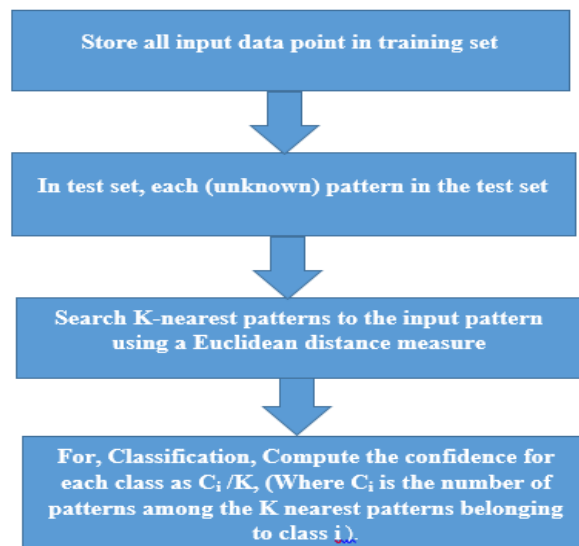 Store all input data point in training set
In test set, each (unknown) pattern in the test set
Search K-nearest patterns to the input pattern
using a Euclidean distance measure
For, Classification, Compute the confidence for
each class as Cᵢ /K, (Where Cᵢ is the number of
patterns among the K nearest patterns belonging
to class i ).